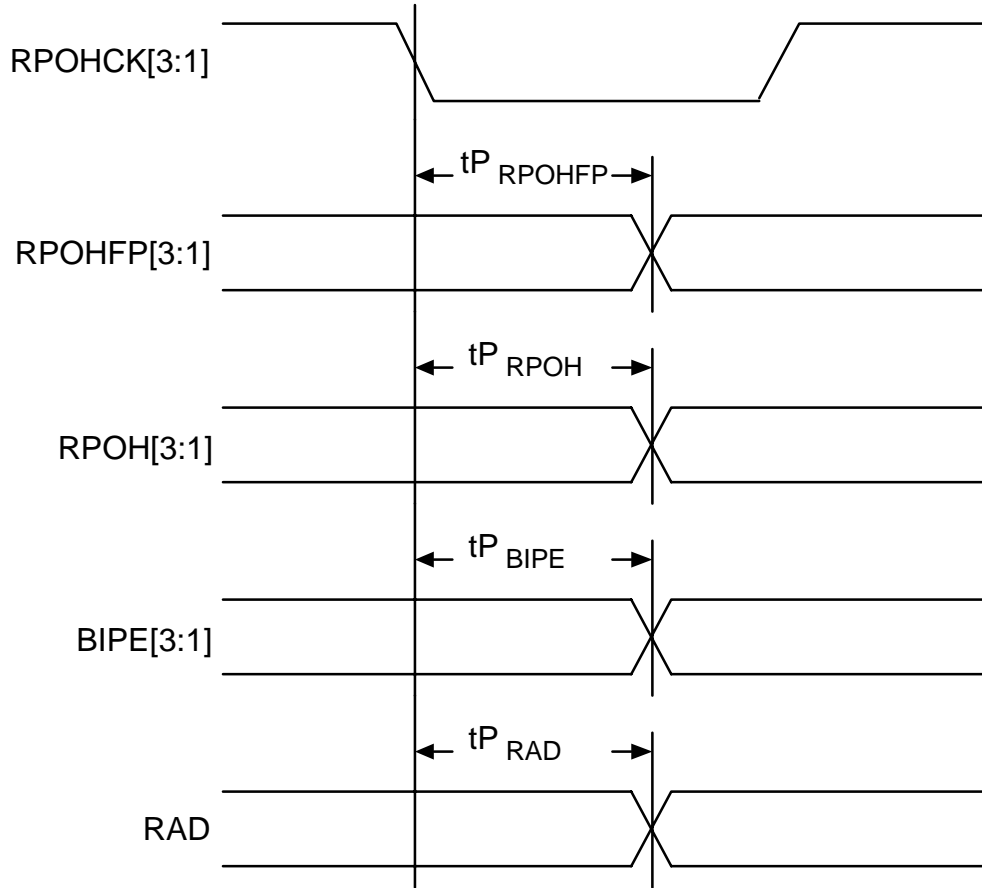 RPOHCK[3:1]
tP RPOHFP
RPOHFP[3:1]
tP RPOH
RPOH[3:1]
tP BIPE
BIPE[3:1]
tP RAD
RAD